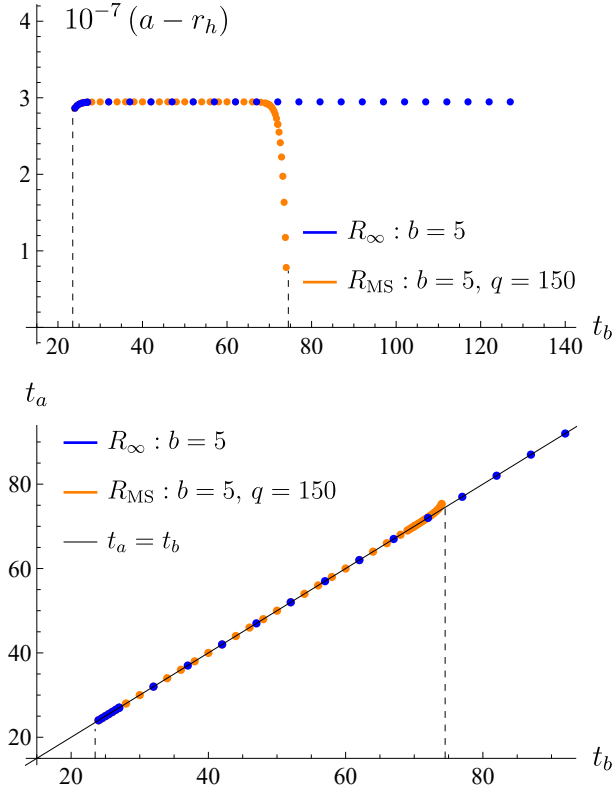 10⁻⁷ (a − r_h)
4
3
2
1
R_∞ : b = 5
R_MS : b = 5, q = 150
20 40 60 80 100 120 140
t_b
t_a
R_∞ : b = 5
R_MS : b = 5, q = 150
t_a = t_b
80
60
40
20
20 40 60 80
t_b